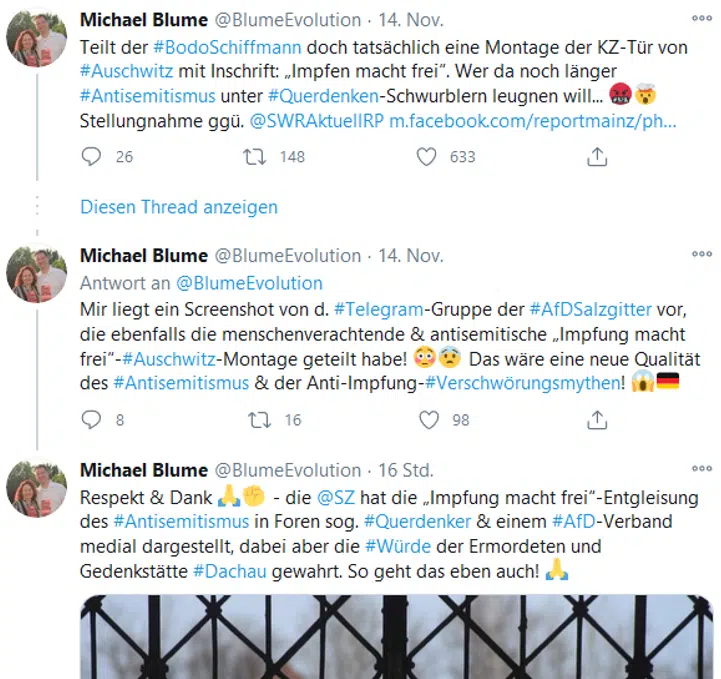 Michael Blume @BlumeEvolution · 14. Nov.
Teilt der #BodoSchiffmann doch tatsächlich eine Montage der KZ-Tür von
#Auschwitz mit Inschrift: „Impfen macht frei“. Wer da noch länger
#Antisemitismus unter #Querdenken-Schwurblern leugnen will... 🤬🤯
Stellungnahme ggü. @SWRAktuellRP m.facebook.com/reportmainz/ph...
26 148 633
Diesen Thread anzeigen
Michael Blume @BlumeEvolution · 14. Nov.
Antwort an @BlumeEvolution
Mir liegt ein Screenshot von d. #Telegram-Gruppe der #AfDSalzgitter vor,
die ebenfalls die menschenverachtende & antisemitische „Impfung macht
frei“-#Auschwitz-Montage geteilt habe! 😳😨 Das wäre eine neue Qualität
des #Antisemitismus & der Anti-Impfung-#Verschwörungsmythen! 😱🇩🇪
8 16 98
Michael Blume @BlumeEvolution · 16 Std.
Respekt & Dank 🙏✊ - die @SZ hat die „Impfung macht frei“-Entgleisung
des #Antisemitismus in Foren sog. #Querdenker & einem #AfD-Verband
medial dargestellt, dabei aber die #Würde der Ermordeten und
Gedenkstätte #Dachau gewahrt. So geht das eben auch! 🙏